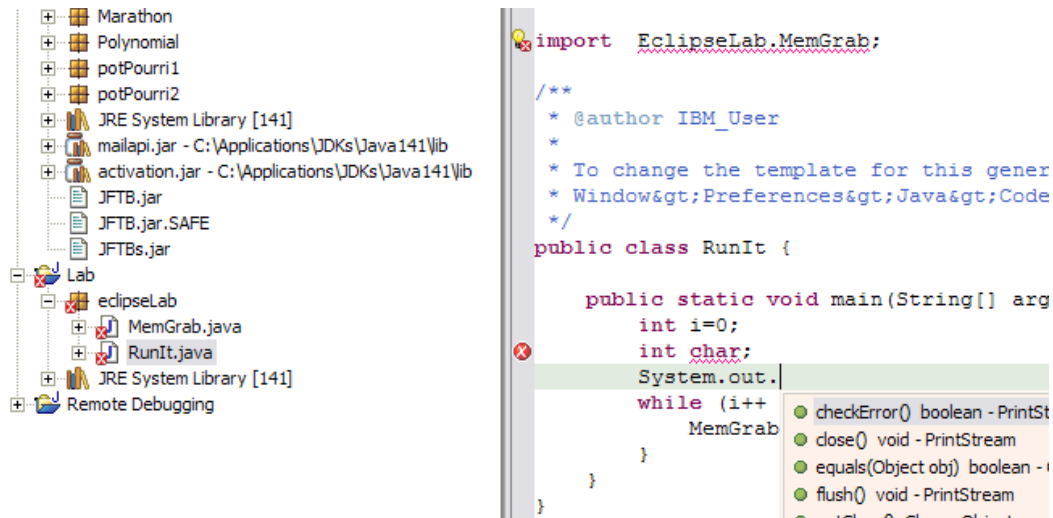 Marathon
Polynomial
potPourri1
potPourri2
JRE System Library [141]
mailapi.jar - C:\Applications\JDKs\Java141\lib
activation.jar - C:\Applications\JDKs\Java141\lib
JFTB.jar
JFTB.jar.SAFE
JFTBs.jar
Lab
eclipseLab
MemGrab.java
RunIt.java
JRE System Library [141]
Remote Debugging
import  EclipseLab.MemGrab;
/**
 * @author IBM_User
 *
 * To change the template for this gener
 * Window&gt;Preferences&gt;Java&gt;Code
 */
public class RunIt {
    public static void main(String[] arg
        int i=0;
        int char;
        System.out.
        while (i++
            MemGrab
        }
    }
}
checkError() boolean - PrintSt
close() void - PrintStream
equals(Object obj) boolean -
flush() void - PrintStream